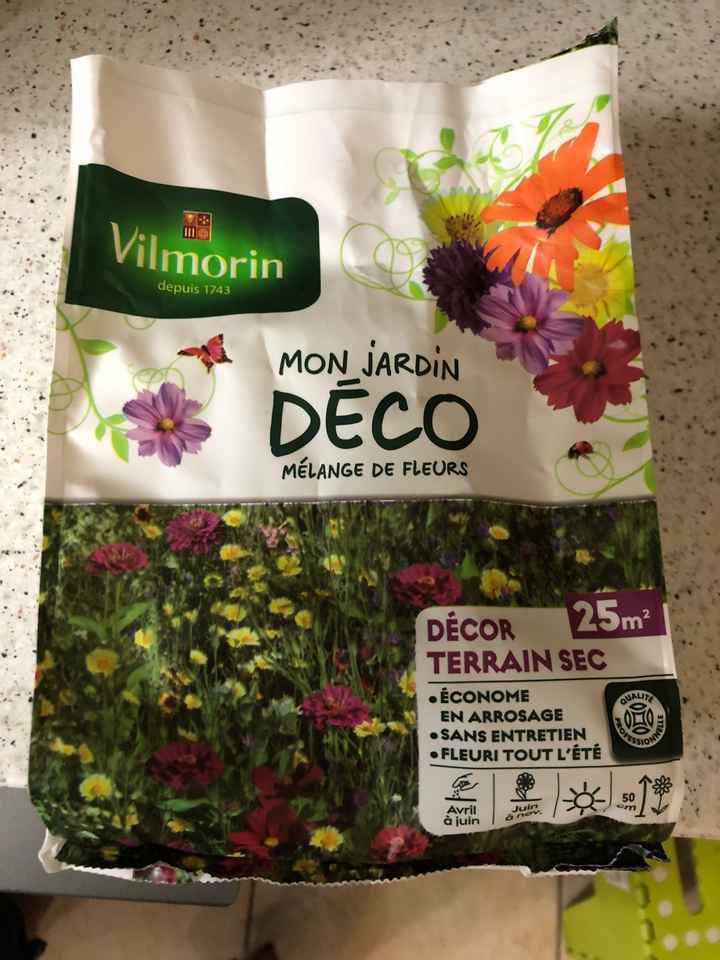 Vilmorin
depuis 1743
MON JARDIN
DÉCO
MÉLANGE DE FLEURS
25m²
DÉCOR
TERRAIN SEC
• ÉCONOME
EN ARROSAGE
• SANS ENTRETIEN
• FLEURI TOUT L'ÉTÉ
QUALITÉ
PROFESSIONNELLE
Avril
à juin
Juin
à nov.
50
cm